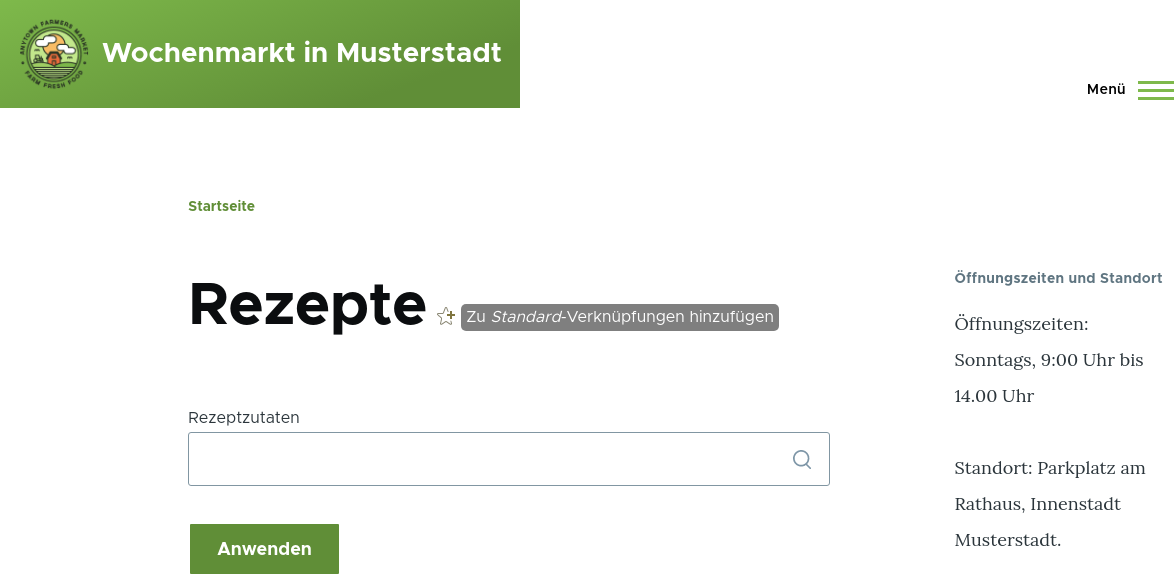 ANYTOWN FARMERS MARKET
FARM FRESH FOOD
Wochenmarkt in Musterstadt
Menü
Startseite
Rezepte
Zu Standard-Verknüpfungen hinzufügen
Rezeptzutaten
Anwenden
Öffnungszeiten und Standort
Öffnungszeiten:
Sonntags, 9:00 Uhr bis
14.00 Uhr
Standort: Parkplatz am
Rathaus, Innenstadt
Musterstadt.